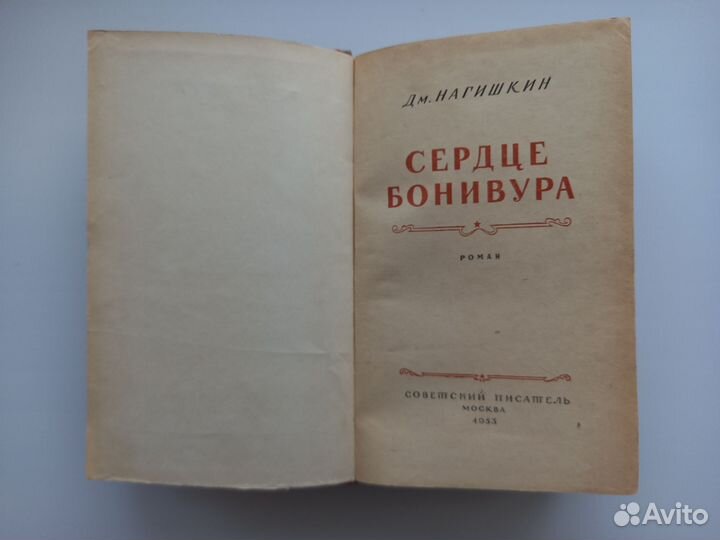 Дм. НАГИШКИН
СЕРДЦЕ
БОНИВУРА
РОМАН
СОВЕТСКИЙ ПИСАТЕЛЬ
МОСКВА
1953
Avito